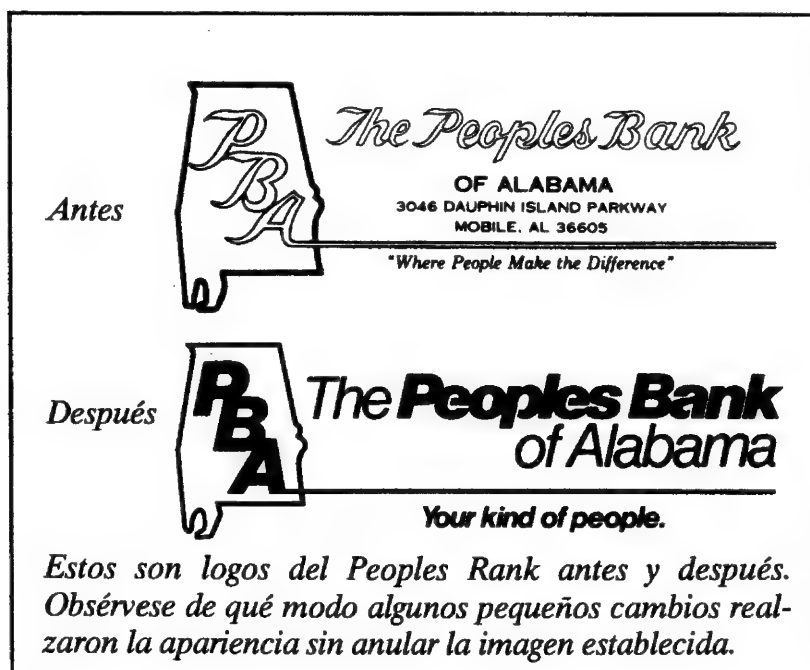 Antes
PBA
The Peoples Bank
OF ALABAMA
3046 DAUPHIN ISLAND PARKWAY
MOBILE, AL 36605
"Where People Make the Difference"
Después
PBA
The Peoples Bank
of Alabama
Your kind of people.
Estos son logos del Peoples Rank antes y después.
Obsérvese de qué modo algunos pequeños cambios real-
zaron la apariencia sin anular la imagen establecida.